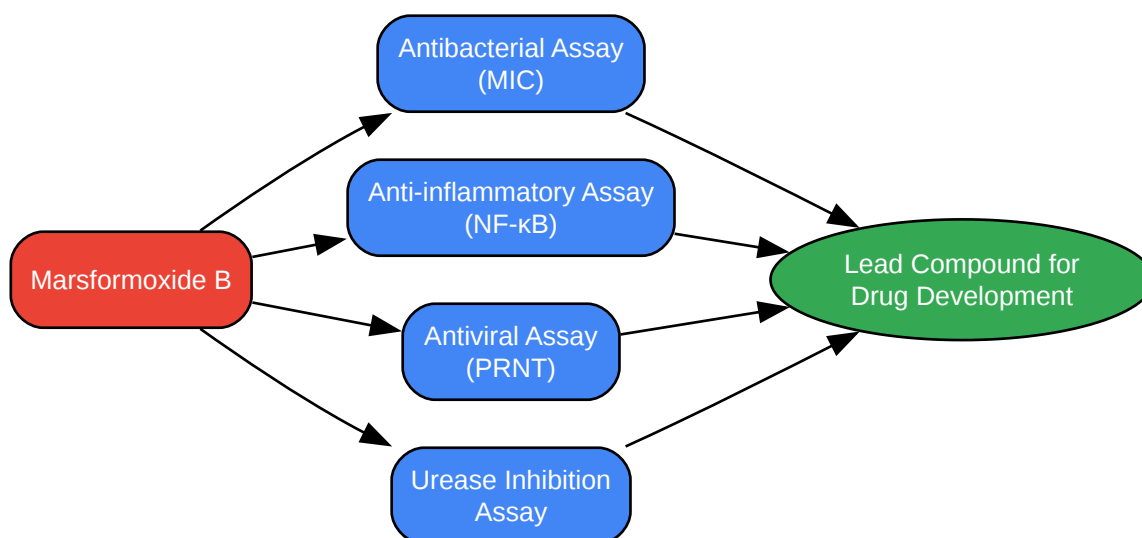 Antibacterial Assay
(MIC)
Anti-inflammatory Assay
(NF-κB)
Marsformoxide B
Lead Compound for
Drug Development
Antiviral Assay
(PRNT)
Urease Inhibition
Assay